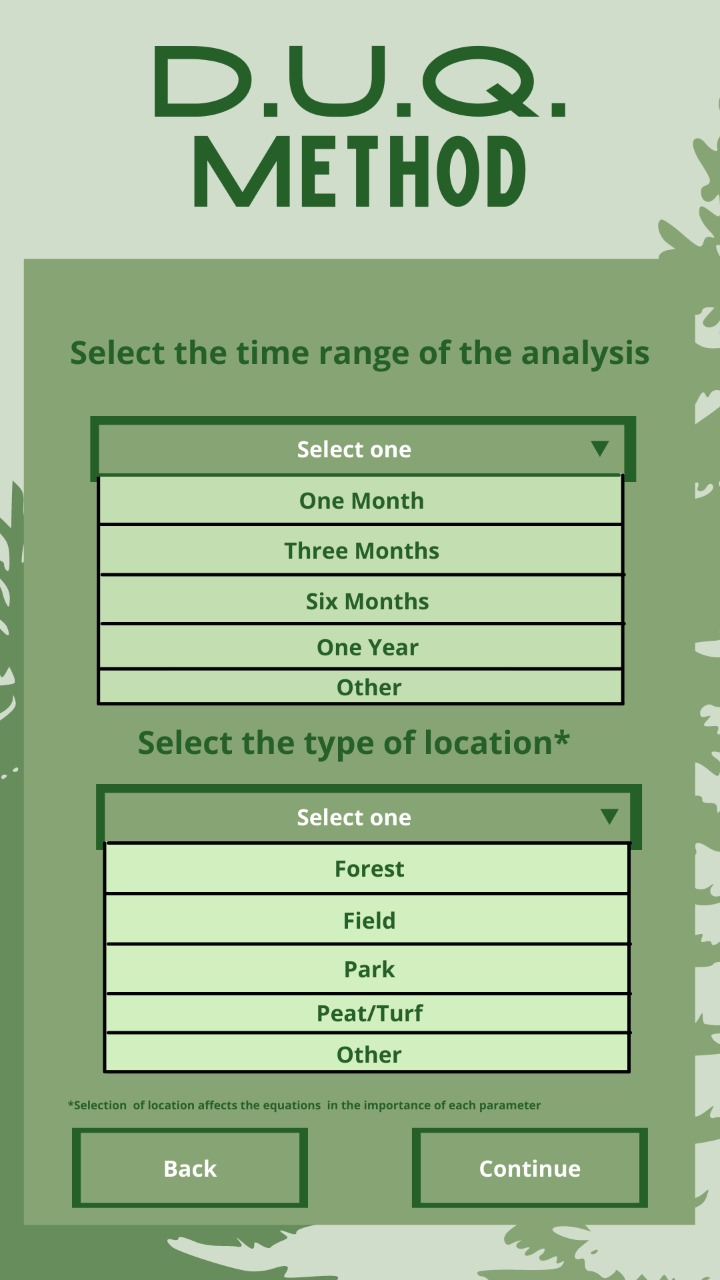 D.U.Q.
METHOD
Select the time range of the analysis
Select one
One Month
Three Months
Six Months
One Year
Other
Select the type of location*
Select one
Forest
Field
Park
Peat/Turf
Other
*Selection of location affects the equations in the importance of each parameter
Back
Continue